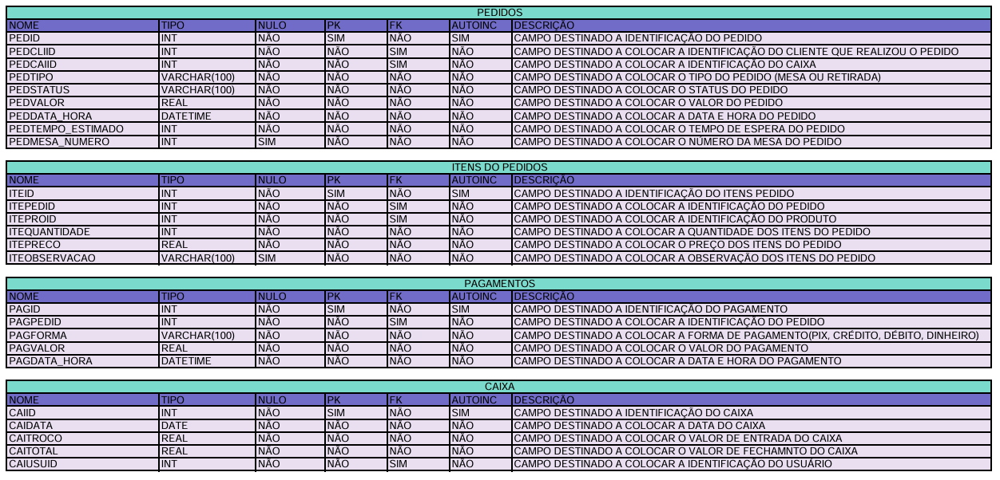 PEDIDOS
NOME TIPO NULO PK FK AUTOINC DESCRIÇÃO
PEDID INT NÃO SIM NÃO SIM CAMPO DESTINADO A IDENTIFICAÇÃO DO PEDIDO
PEDCLIID INT NÃO NÃO SIM NÃO CAMPO DESTINADO A COLOCAR A IDENTIFICAÇÃO DO CLIENTE QUE REALIZOU O PEDIDO
PEDCAIID INT NÃO NÃO SIM NÃO CAMPO DESTINADO A COLOCAR A IDENTIFICAÇÃO DO CAIXA
PEDTIPO VARCHAR(100) NÃO NÃO NÃO NÃO CAMPO DESTINADO A COLOCAR O TIPO DO PEDIDO (MESA OU RETIRADA)
PEDSTATUS VARCHAR(100) NÃO NÃO NÃO NÃO CAMPO DESTINADO A COLOCAR O STATUS DO PEDIDO
PEDVALOR REAL NÃO NÃO NÃO NÃO CAMPO DESTINADO A COLOCAR O VALOR DO PEDIDO
PEDDATA_HORA DATETIME NÃO NÃO NÃO NÃO CAMPO DESTINADO A COLOCAR A DATA E HORA DO PEDIDO
PEDTEMPO_ESTIMADO INT NÃO NÃO NÃO NÃO CAMPO DESTINADO A COLOCAR O TEMPO DE ESPERA DO PEDIDO
PEDMESA_NUMERO INT SIM NÃO NÃO NÃO CAMPO DESTINADO A COLOCAR O NÚMERO DA MESA DO PEDIDO
ITENS DO PEDIDOS
NOME TIPO NULO PK FK AUTOINC DESCRIÇÃO
ITEID INT NÃO SIM NÃO SIM CAMPO DESTINADO A IDENTIFICAÇÃO DO ITENS PEDIDO
ITEPEDID INT NÃO NÃO SIM NÃO CAMPO DESTINADO A COLOCAR A IDENTIFICAÇÃO DO PEDIDO
ITEPROID INT NÃO NÃO SIM NÃO CAMPO DESTINADO A COLOCAR A IDENTIFICAÇÃO DO PRODUTO
ITEQUANTIDADE INT NÃO NÃO NÃO NÃO CAMPO DESTINADO A COLOCAR A QUANTIDADE DOS ITENS DO PEDIDO
ITEPRECO REAL NÃO NÃO NÃO NÃO CAMPO DESTINADO A COLOCAR O PREÇO DOS ITENS DO PEDIDO
ITEOBSERVACAO VARCHAR(100) SIM NÃO NÃO NÃO CAMPO DESTINADO A COLOCAR A OBSERVAÇÃO DOS ITENS DO PEDIDO
PAGAMENTOS
NOME TIPO NULO PK FK AUTOINC DESCRIÇÃO
PAGID INT NÃO SIM NÃO SIM CAMPO DESTINADO A IDENTIFICAÇÃO DO PAGAMENTO
PAGPEDID INT NÃO NÃO SIM NÃO CAMPO DESTINADO A COLOCAR A IDENTIFICAÇÃO DO PEDIDO
PAGFORMA VARCHAR(100) NÃO NÃO NÃO NÃO CAMPO DESTINADO A COLOCAR A FORMA DE PAGAMENTO(PIX, CRÉDITO, DÉBITO, DINHEIRO)
PAGVALOR REAL NÃO NÃO NÃO NÃO CAMPO DESTINADO A COLOCAR O VALOR DO PAGAMENTO
PAGDATA_HORA DATETIME NÃO NÃO NÃO NÃO CAMPO DESTINADO A COLOCAR A DATA E HORA DO PAGAMENTO
CAIXA
NOME TIPO NULO PK FK AUTOINC DESCRIÇÃO
CAIID INT NÃO SIM NÃO SIM CAMPO DESTINADO A IDENTIFICAÇÃO DO CAIXA
CAIDATA DATE NÃO NÃO NÃO NÃO CAMPO DESTINADO A COLOCAR A DATA DO CAIXA
CAITROCO REAL NÃO NÃO NÃO NÃO CAMPO DESTINADO A COLOCAR O VALOR DE ENTRADA DO CAIXA
CAITOTAL REAL NÃO NÃO NÃO NÃO CAMPO DESTINADO A COLOCAR O VALOR DE FECHAMNTO DO CAIXA
CAIUSUID INT NÃO NÃO SIM NÃO CAMPO DESTINADO A COLOCAR A IDENTIFICAÇÃO DO USUÁRIO